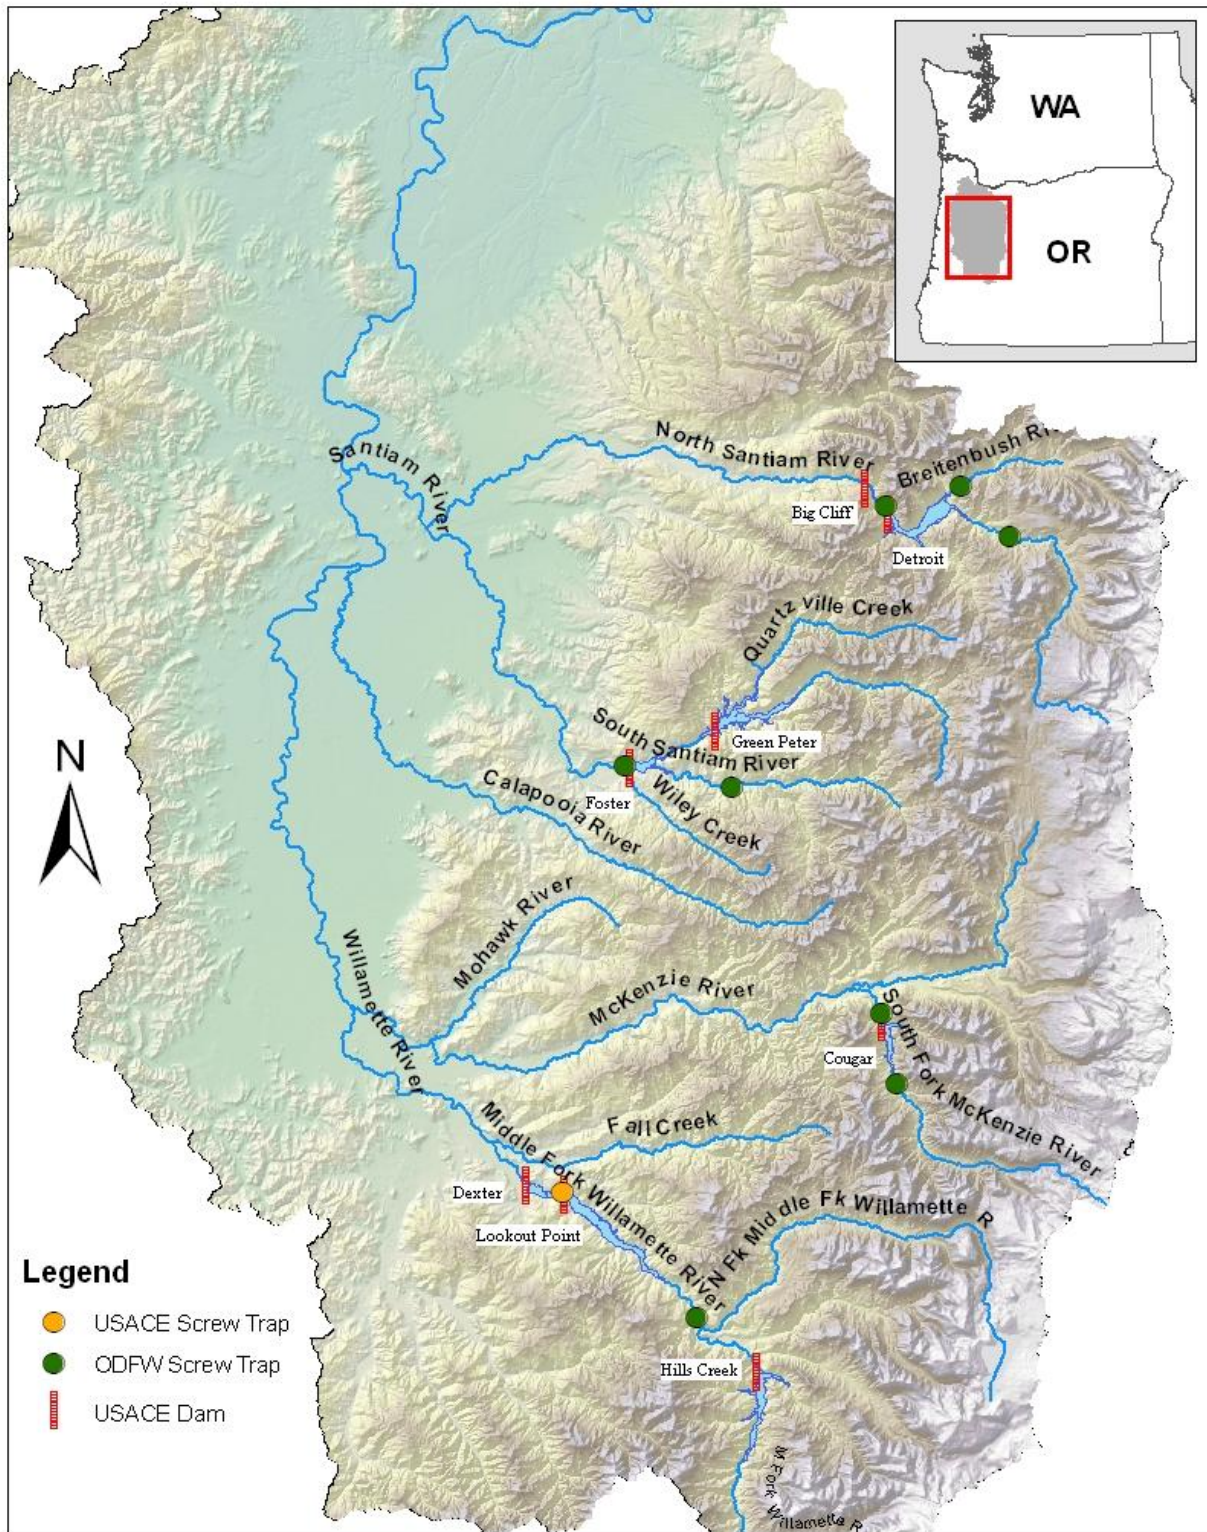 WA
OR
North Santiam River
Breitenbush Ri
Santiam River
Big Cliff
Detroit
Quartzville Creek
South Santiam River
Green Peter
Foster
Wiley Creek
Calapooia River
N
Mohawk River
Willamette River
McKenzie River
South Fork McKenzie River
Cougar
Fall Creek
Middle Fork Willamette River
Dexter
Lookout Point
N Fk Middle Fk Willamette R
Hills Creek
M Fork Willamette R
Legend
USACE Screw Trap
ODFW Screw Trap
USACE Dam